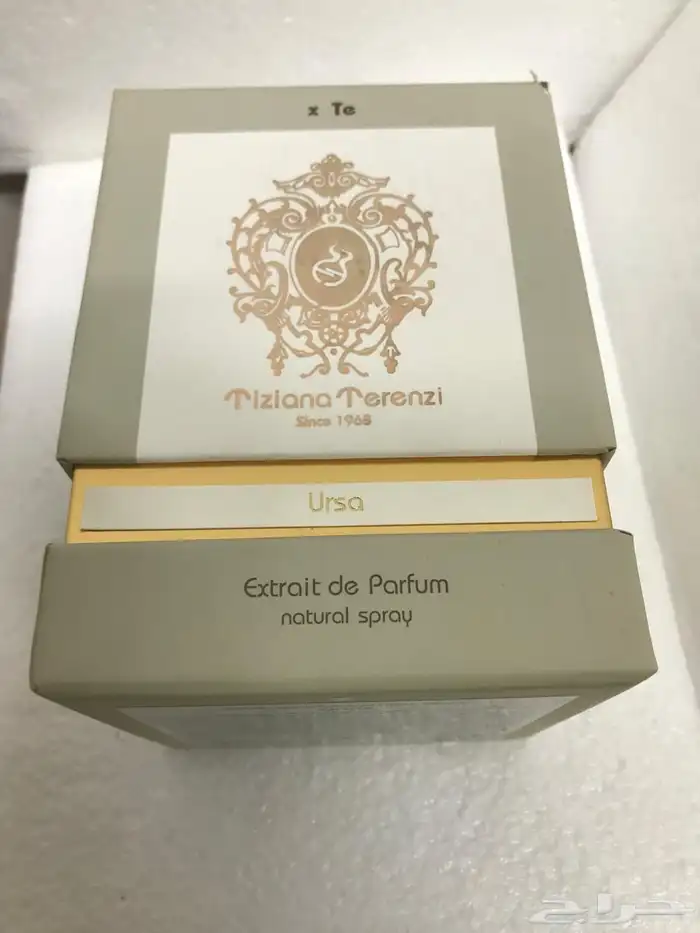 x Te
Tiziana Terenzi
Since 1968
Ursa
Extrait de Parfum
natural spray
حراج